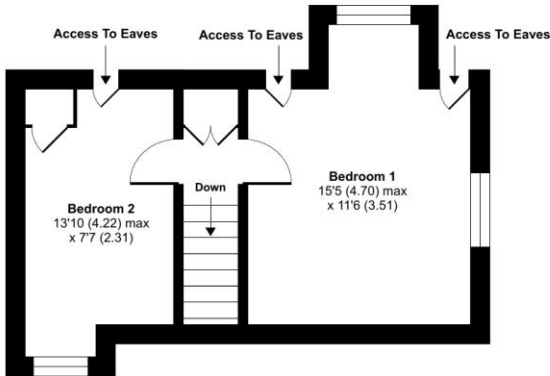 Access To Eaves
Access To Eaves
Access To Eaves
Bedroom 1
15'5 (4.70) max
x 11'6 (3.51)
Down
Bedroom 2
13'10 (4.22) max
x 7'7 (2.31)